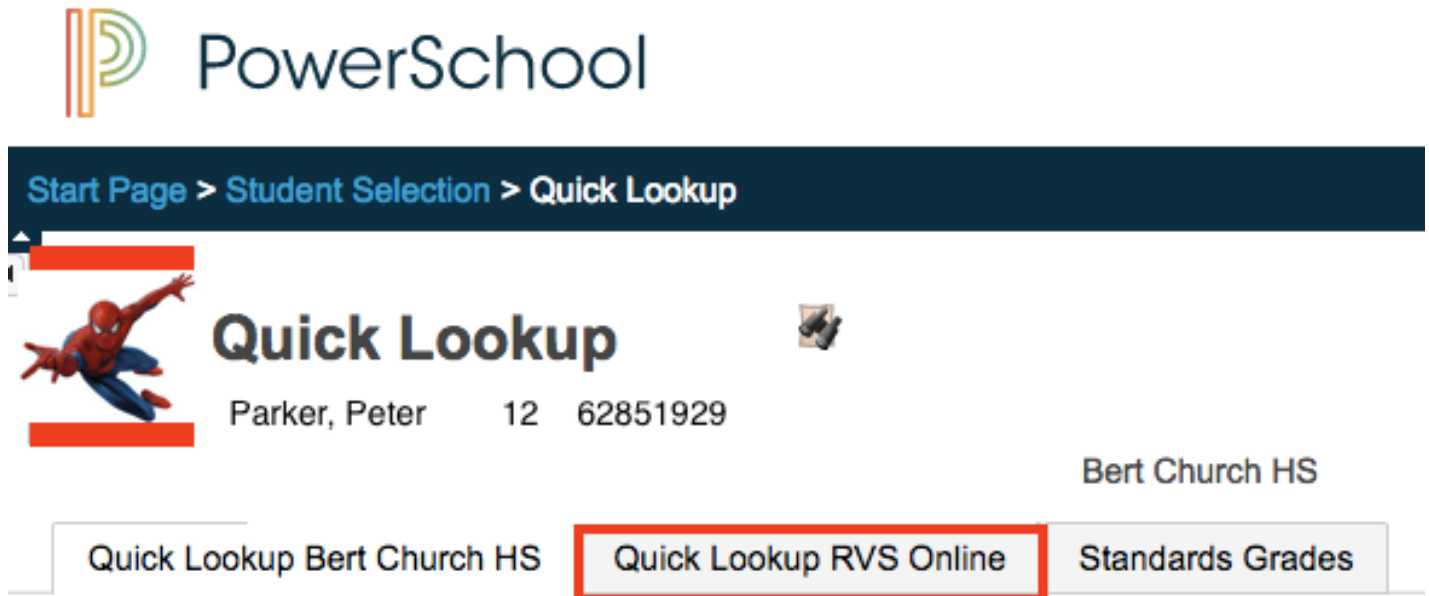 PowerSchool
Start Page > Student Selection > Quick Lookup
Quick Lookup
Parker, Peter 12 62851929
Bert Church HS
Quick Lookup Bert Church HS Quick Lookup RVS Online Standards Grades